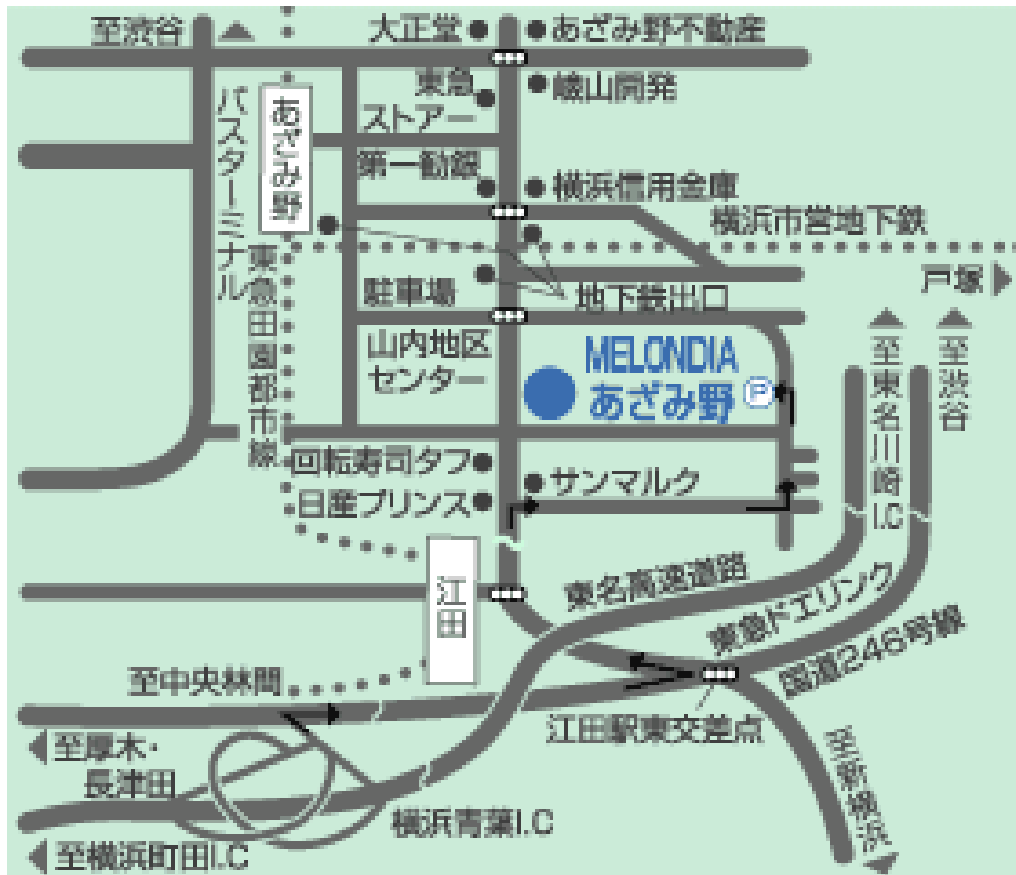 至渋谷
大正堂
あざみ野不動産
東急
ストアー
嶮山開発
バスターミナル
あざみ野
第一勧銀
横浜信用金庫
横浜市営地下鉄
戸塚
東急田園都市線
駐車場
地下鉄出口
山内地区
センター
MELONDIA
あざみ野
P
至東名川崎I.C
至渋谷
回転寿司タフ
日産プリンス
サンマルク
江田
東名高速道路
東急ドエリング
国道246号線
至中央林間
江田駅東交差点
至厚木・
長津田
至新横浜
横浜青葉I.C
至横浜町田I.C